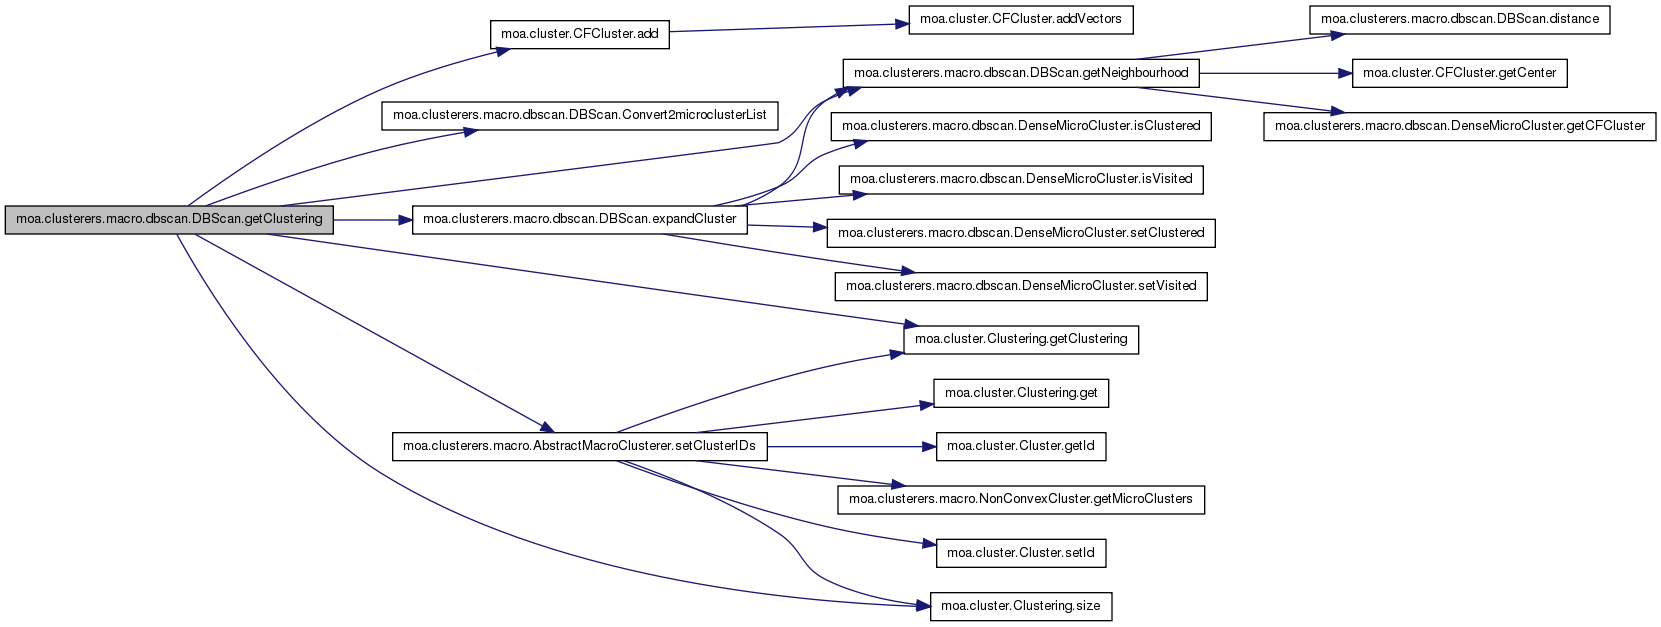 moa.cluster.CFCluster.add
moa.cluster.CFCluster.addVectors
moa.clusterers.macro.dbscan.DBScan.distance
moa.clusterers.macro.dbscan.DBScan.getNeighbourhood
moa.cluster.CFCluster.getCenter
moa.clusterers.macro.dbscan.DBScan.Convert2microclusterList
moa.clusterers.macro.dbscan.DenseMicroCluster.isClustered
moa.clusterers.macro.dbscan.DenseMicroCluster.getCFCluster
moa.clusterers.macro.dbscan.DenseMicroCluster.isVisited
moa.clusterers.macro.dbscan.DBScan.getClustering
moa.clusterers.macro.dbscan.DBScan.expandCluster
moa.clusterers.macro.dbscan.DenseMicroCluster.setClustered
moa.clusterers.macro.dbscan.DenseMicroCluster.setVisited
moa.cluster.Clustering.getClustering
moa.cluster.Clustering.get
moa.clusterers.macro.AbstractMacroClusterer.setClusterIDs
moa.cluster.Cluster.getId
moa.clusterers.macro.NonConvexCluster.getMicroClusters
moa.cluster.Cluster.setId
moa.cluster.Clustering.size